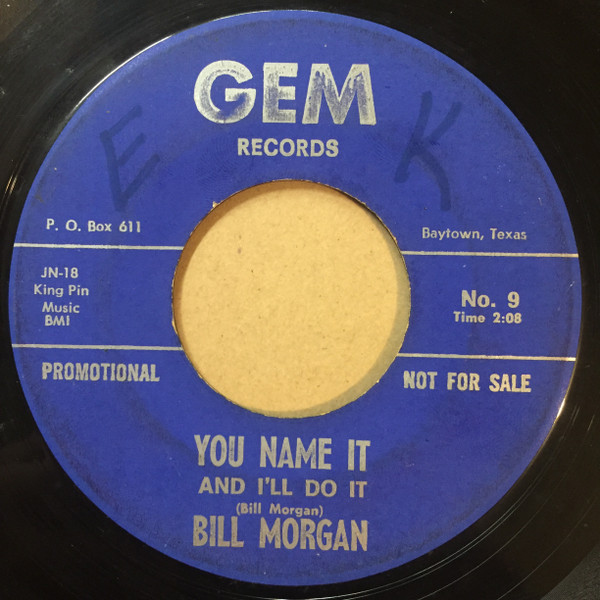 GEM
RECORDS
E K
P. O. Box 611
Baytown, Texas
JN-18
King Pin
Music
BMI
No. 9
Time 2:08
PROMOTIONAL
NOT FOR SALE
YOU NAME IT
AND I'LL DO IT
(Bill Morgan)
BILL MORGAN